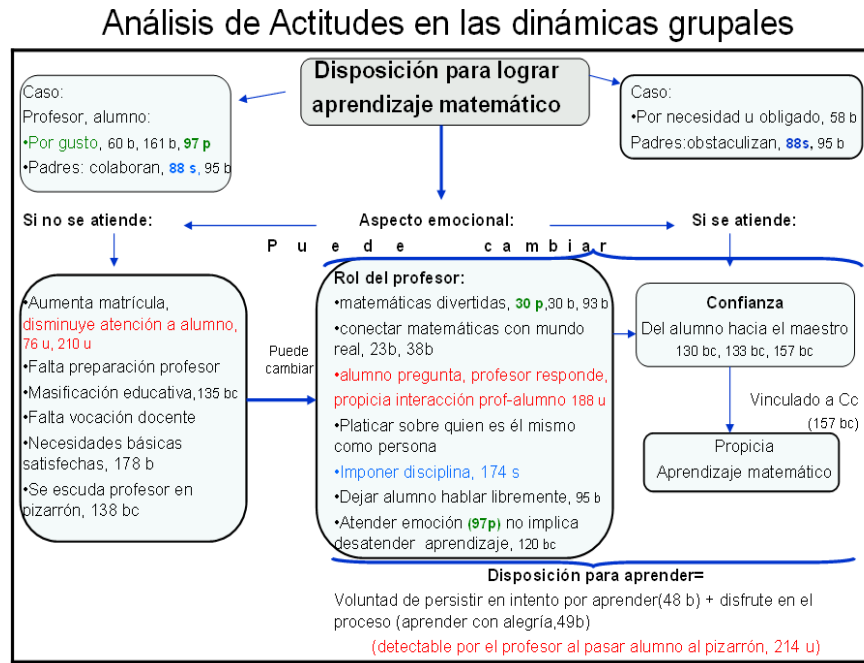 Análisis de Actitudes en las dinámicas grupales
Disposición para lograr
aprendizaje matemático
Caso:
Profesor, alumno:
•Por gusto, 60 b, 161 b, 97 p
•Padres: colaboran, 88 s, 95 b
Caso:
•Por necesidad u obligado, 58 b
Padres:obstaculizan, 88s, 95 b
Si no se atiende:
Aspecto emocional:
Si se atiende:
Puede cambiar
•Aumenta matrícula,
disminuye atención a alumno,
76 u, 210 u
•Falta preparación profesor
•Masificación educativa,135 bc
•Falta vocación docente
•Necesidades básicas
satisfechas, 178 b
•Se escuda profesor en
pizarrón, 138 bc
Puede
cambiar
Rol del profesor:
•matemáticas divertidas, 30 p,30 b, 93 b
•conectar matemáticas con mundo
real, 23b, 38b
•alumno pregunta, profesor responde,
propicia interacción prof-alumno 188 u
•Platicar sobre quien es él mismo
como persona
•Imponer disciplina, 174 s
•Dejar alumno hablar libremente, 95 b
•Atender emoción (97p) no implica
desatender aprendizaje, 120 bc
Confianza
Del alumno hacia el maestro
130 bc, 133 bc, 157 bc
Vinculado a Cc
(157 bc)
Propicia
Aprendizaje matemático
Disposición para aprender=
Voluntad de persistir en intento por aprender(48 b) + disfrute en el
proceso (aprender con alegría,49b)
(detectable por el profesor al pasar alumno al pizarrón, 214 u)